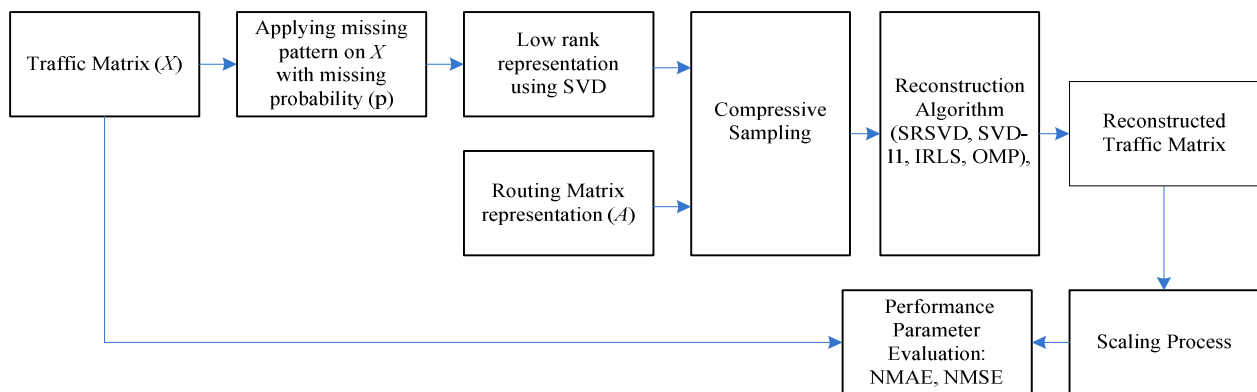 Traffic Matrix (X)
Applying missing
pattern on X
with missing
probability (p)
Low rank
representation
using SVD
Routing Matrix
representation (A)
Compressive
Sampling
Reconstruction
Algorithm
(SRSVD, SVD-
l1, IRLS, OMP),
Reconstructed
Traffic Matrix
Scaling Process
Performance
Parameter
Evaluation:
NMAE, NMSE